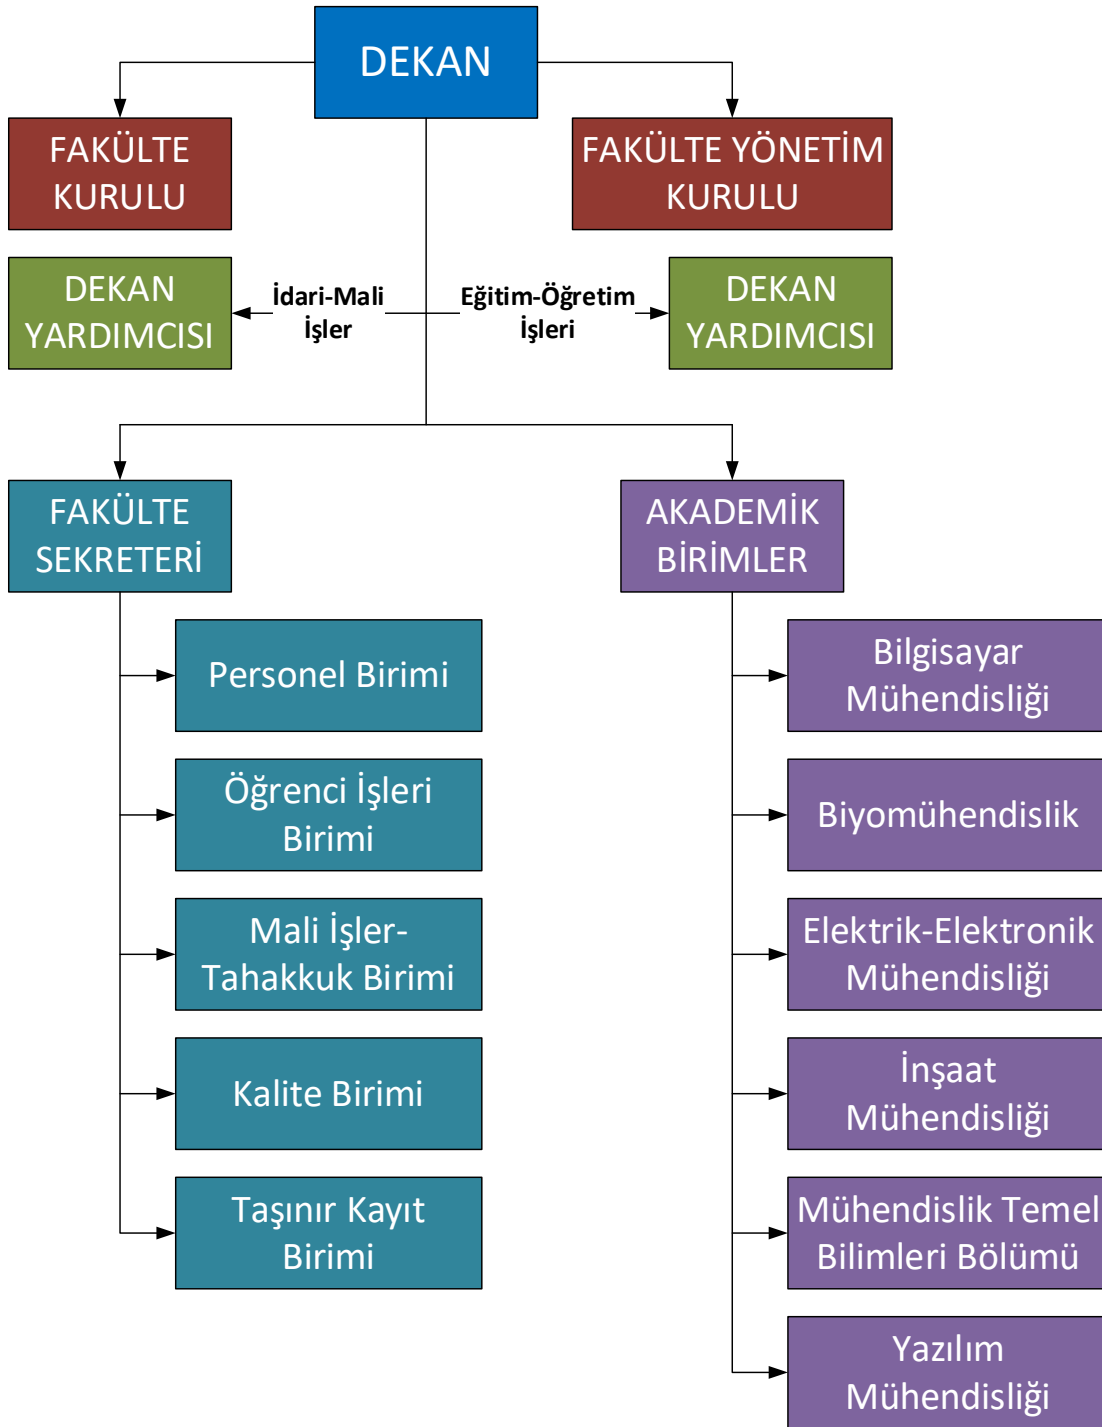 DEKAN
FAKÜLTE
KURULU
FAKÜLTE YÖNETİM
KURULU
DEKAN
YARDIMCISI
İdari-Mali
İşler
Eğitim-Öğretim
İşleri
DEKAN
YARDIMCISI
FAKÜLTE
SEKRETERİ
AKADEMİK
BİRİMLER
Personel Birimi
Öğrenci İşleri
Birimi
Mali İşler-
Tahakkuk Birimi
Kalite Birimi
Taşınır Kayıt
Birimi
Bilgisayar
Mühendisliği
Biyomühendislik
Elektrik-Elektronik
Mühendisliği
İnşaat
Mühendisliği
Mühendislik Temel
Bilimleri Bölümü
Yazılım
Mühendisliği